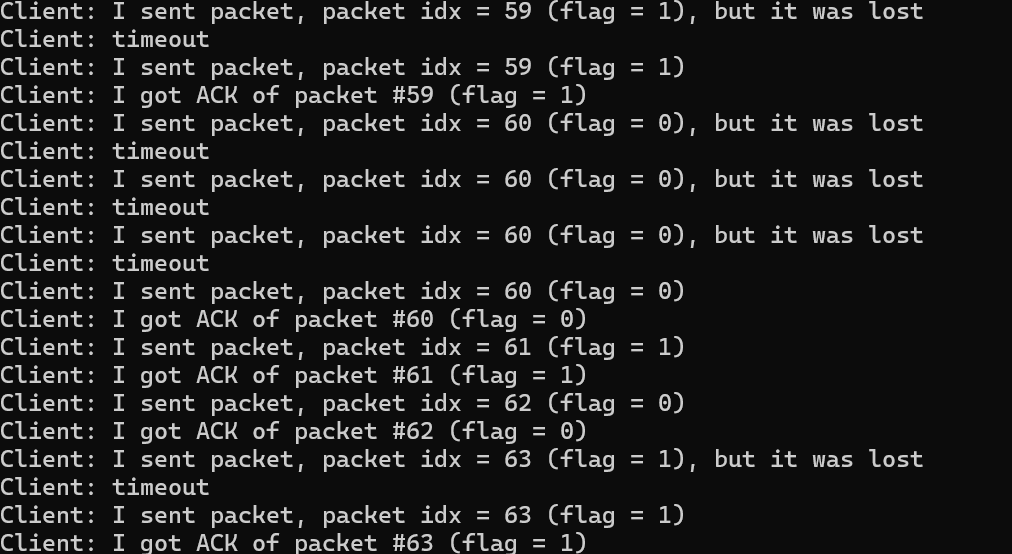 Client: I sent packet, packet idx = 59 (flag = 1), but it was lost
Client: timeout
Client: I sent packet, packet idx = 59 (flag = 1)
Client: I got ACK of packet #59 (flag = 1)
Client: I sent packet, packet idx = 60 (flag = 0), but it was lost
Client: timeout
Client: I sent packet, packet idx = 60 (flag = 0), but it was lost
Client: timeout
Client: I sent packet, packet idx = 60 (flag = 0), but it was lost
Client: timeout
Client: I sent packet, packet idx = 60 (flag = 0)
Client: I got ACK of packet #60 (flag = 0)
Client: I sent packet, packet idx = 61 (flag = 1)
Client: I got ACK of packet #61 (flag = 1)
Client: I sent packet, packet idx = 62 (flag = 0)
Client: I got ACK of packet #62 (flag = 0)
Client: I sent packet, packet idx = 63 (flag = 1), but it was lost
Client: timeout
Client: I sent packet, packet idx = 63 (flag = 1)
Client: I got ACK of packet #63 (flag = 1)